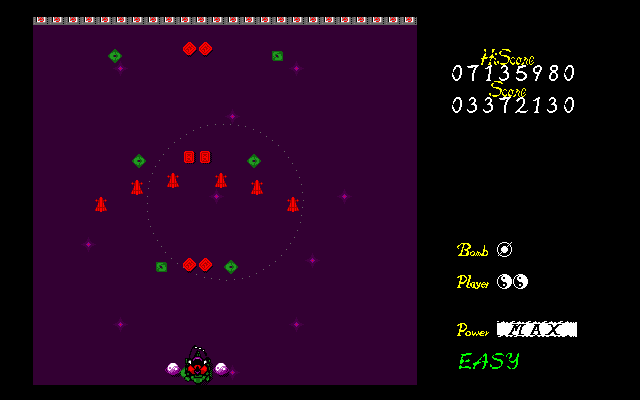 HiScore
07135980
Score
03372130
Bomb
Player
Power MAX
EASY